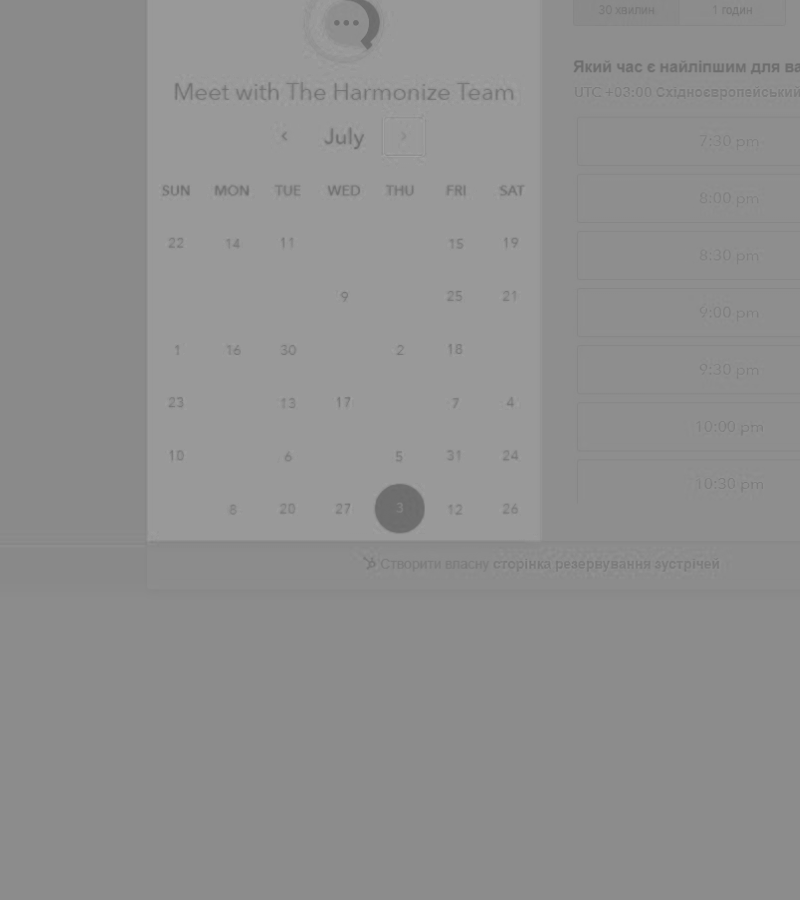 30 хвилин 1 годин
Meet with The Harmonize Team
‹ July ›
SUN MON TUE WED THU FRI SAT
22 14 11 15 19
9 25 21
1 16 30 2 18
23 13 17 7 4
10 6 5 31 24
8 20 27 3 12 26
Який час є найліпшим для ва
UTC +03:00 Східноєвропейський
7:30 pm
8:00 pm
8:30 pm
9:00 pm
9:30 pm
10:00 pm
10:30 pm
Створити власну сторінка резервування зустрічей